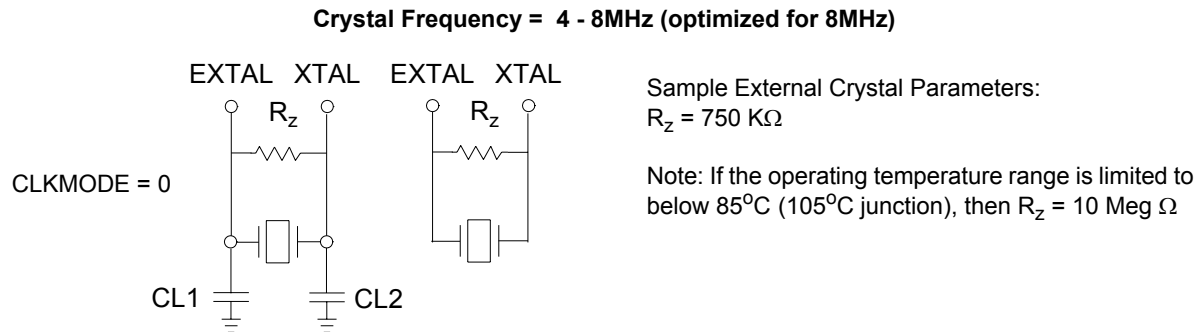 Crystal Frequency = 4 - 8MHz (optimized for 8MHz)
EXTAL XTAL EXTAL XTAL
Rz Rz
CLKMODE = 0
CL1 CL2
Sample External Crystal Parameters:
Rz = 750 KΩ
Note: If the operating temperature range is limited to
below 85°C (105°C junction), then Rz = 10 Meg Ω